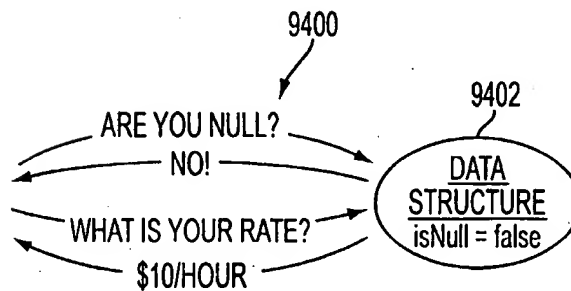 9400
9402
ARE YOU NULL?
NO!
DATA
STRUCTURE
isNull = false
WHAT IS YOUR RATE?
$10/HOUR